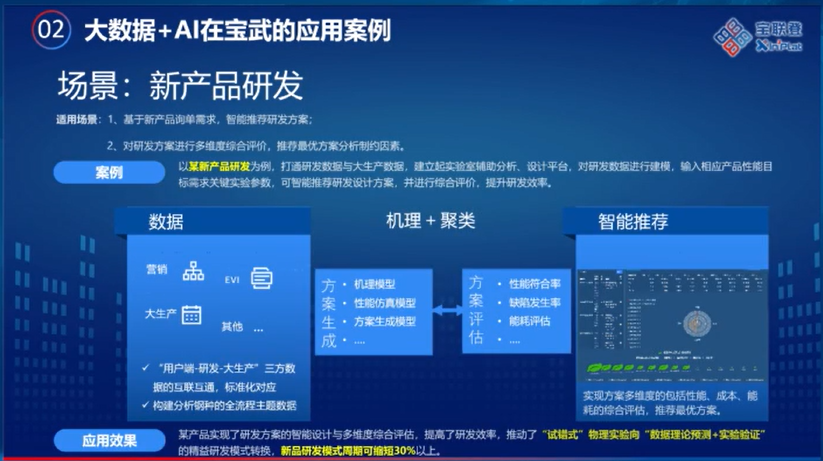 02 大数据+AI在宝武的应用案例
宝联登
Xin³Plat
场景：新产品研发
适用场景：1、基于新产品询单需求，智能推荐研发方案；
2、对研发方案进行多维度综合评价，推荐最优方案分析制约因素。
案例
以某新产品研发为例，打通研发数据与大生产数据，建立起实验室辅助分析、设计平台，对研发数据进行建模，输入相应产品性能目
标需求关键实验参数，可智能推荐研发设计方案，并进行综合评价，提升研发效率。
数据
营销
EVI
大生产
其他 ...
✓ “用户端-研发-大生产”三方数
据的互联互通，标准化对应
✓ 构建分析钢种的全流程主题数据
机理 + 聚类
方案生成
• 机理模型
• 性能仿真模型
• 方案生成模型
• ....
方案评估
• 性能符合率
• 缺陷发生率
• 能耗评估
• ....
智能推荐
实现方案多维度的包括性能、成本、能
耗的综合评估，推荐最优方案。
应用效果
某产品实现了研发方案的智能设计与多维度综合评估，提高了研发效率，推动了“试错式”物理实验向“数据理论预测+实验验证”
的精益研发模式转换，新品研发模式周期可缩短30%以上。